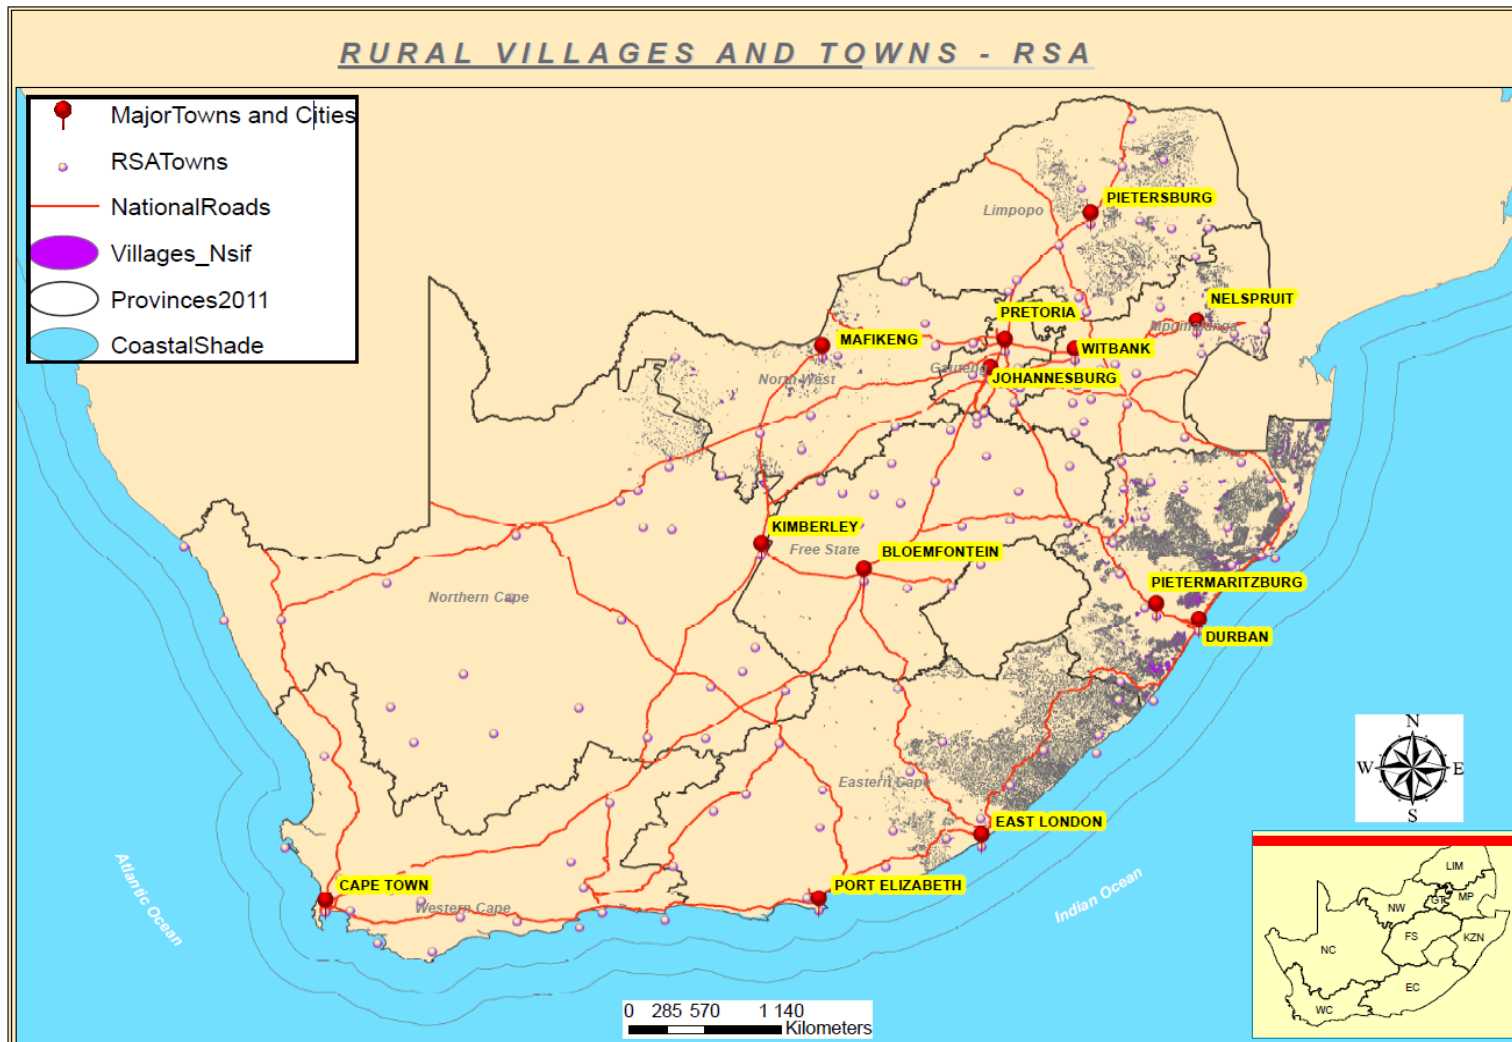 RURAL VILLAGES AND TOWNS - RSA
MajorTowns and Cities
RSATowns
NationalRoads
Villages_Nsif
Provinces2011
CoastalShade
Limpopo
PIETERSBURG
NELSPRUIT
PRETORIA
Mpumalanga
MAFIKENG
WITBANK
Gauteng
North West
JOHANNESBURG
KIMBERLEY
Free State
BLOEMFONTEIN
PIETERMARITZBURG
Northern Cape
DURBAN
Eastern Cape
EAST LONDON
CAPE TOWN
PORT ELIZABETH
Western Cape
Atlantic Ocean
Indian Ocean
N
W E
S
0 285 570 1 140
Kilometers
LIM
NW GT MP
FS KZN
NC
EC
WC